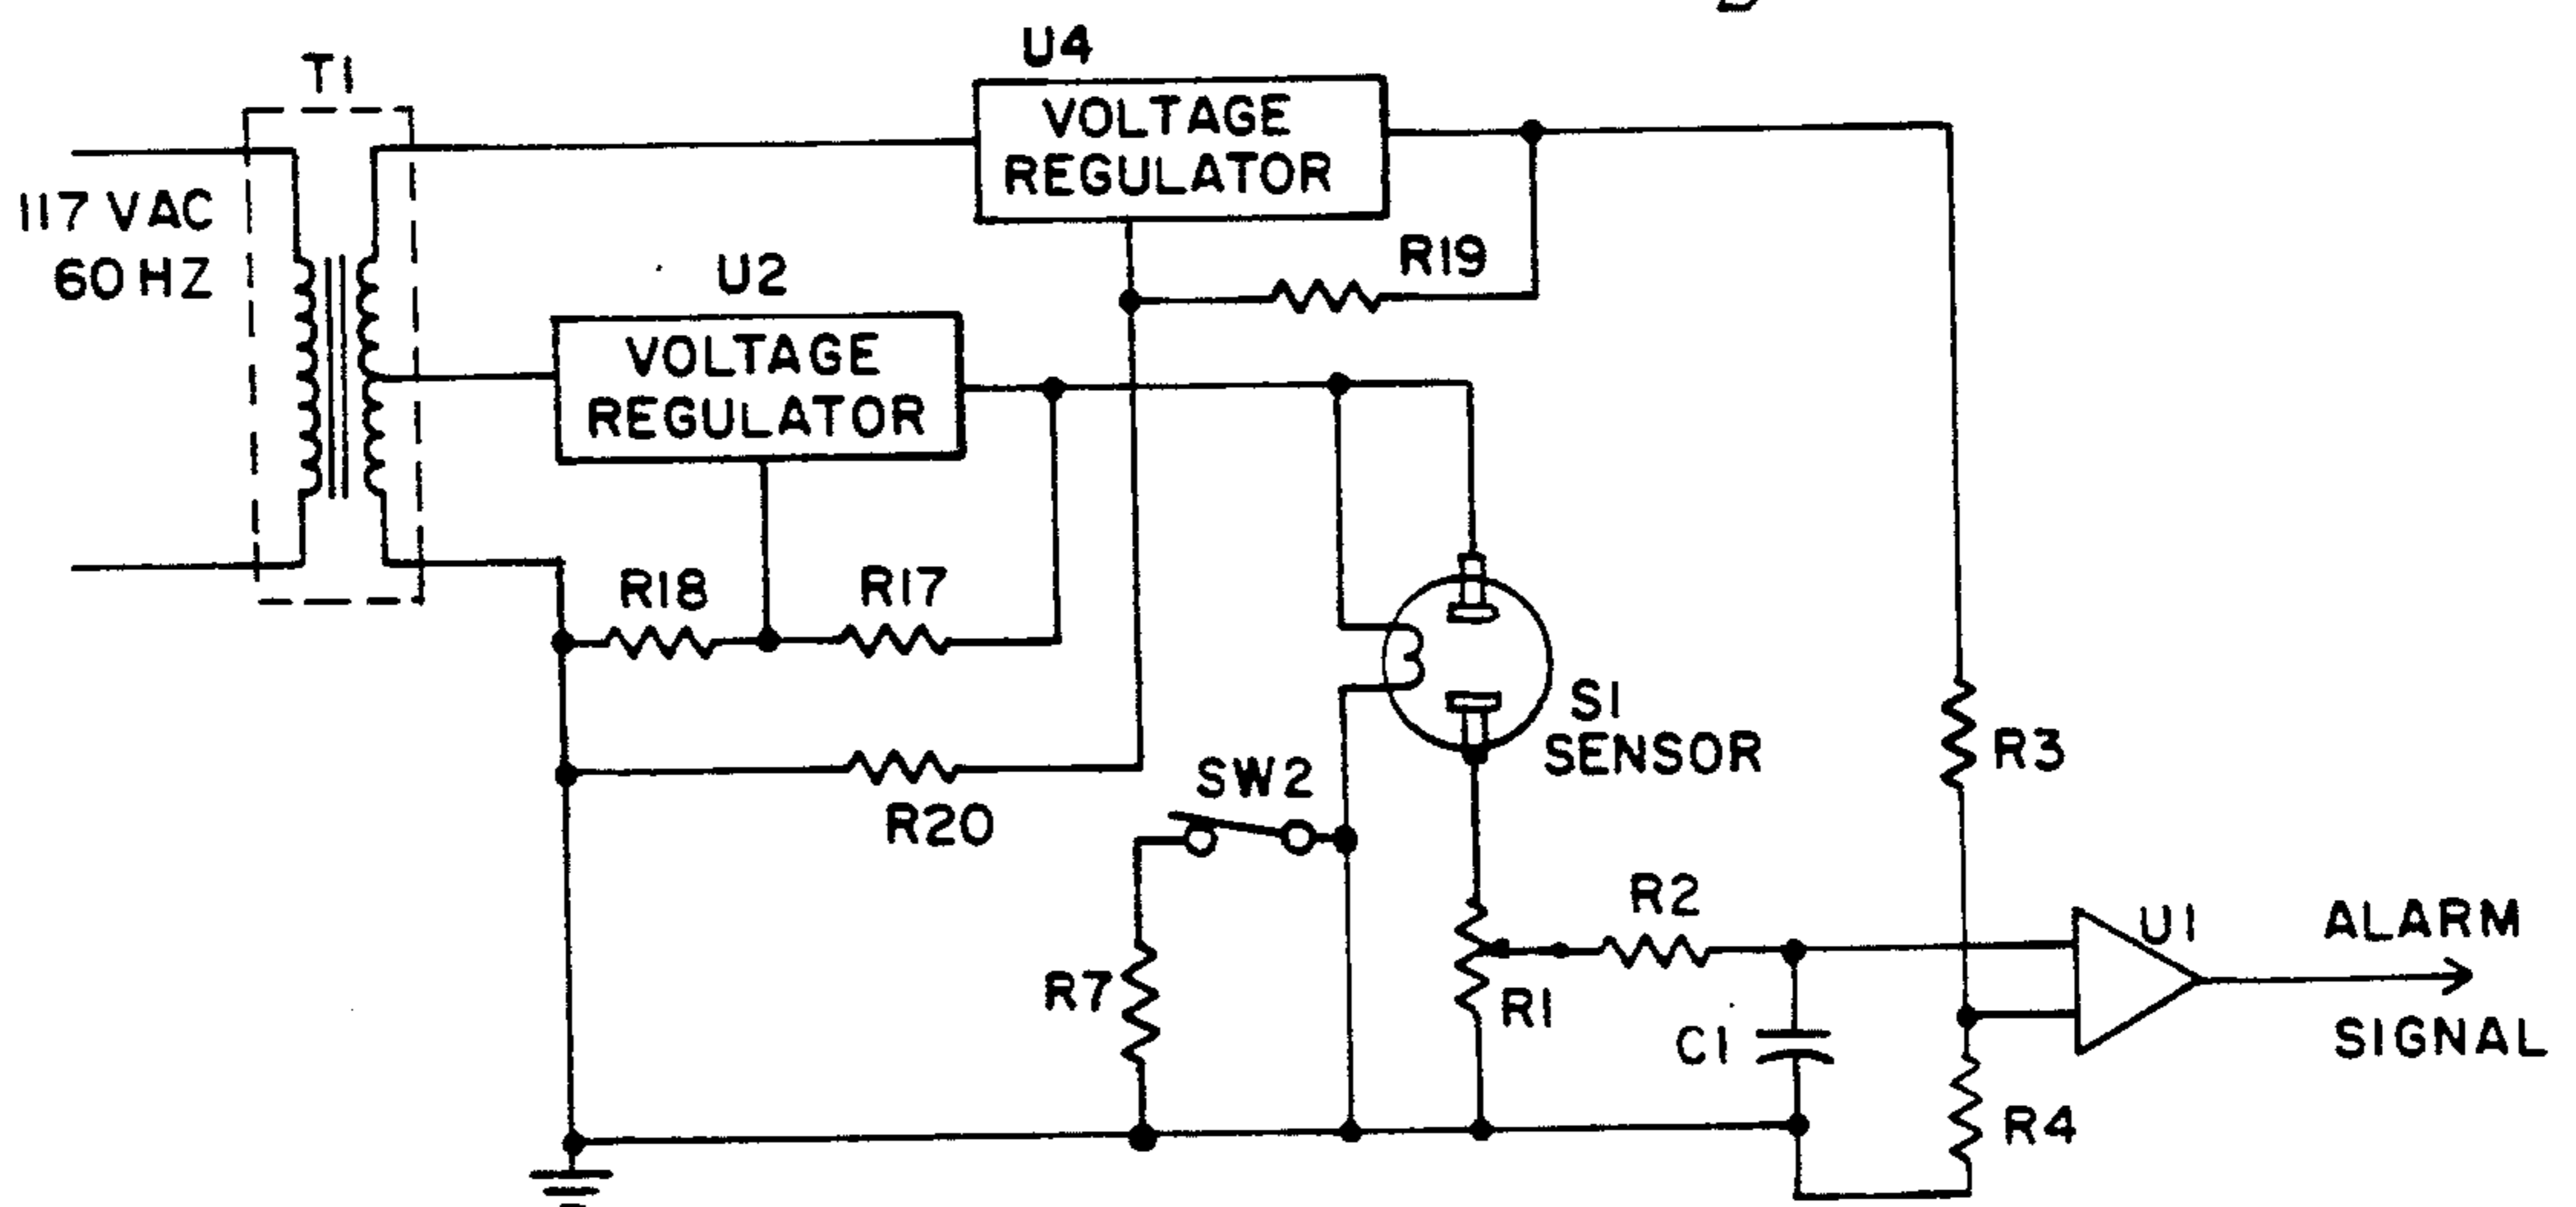 U4
T1
VOLTAGE
REGULATOR
117 VAC
60 HZ
R19
U2
VOLTAGE
REGULATOR
R18
R17
S1
SENSOR
R3
SW2
R20
R2
U1
ALARM
SIGNAL
R7
R1
C1
R4